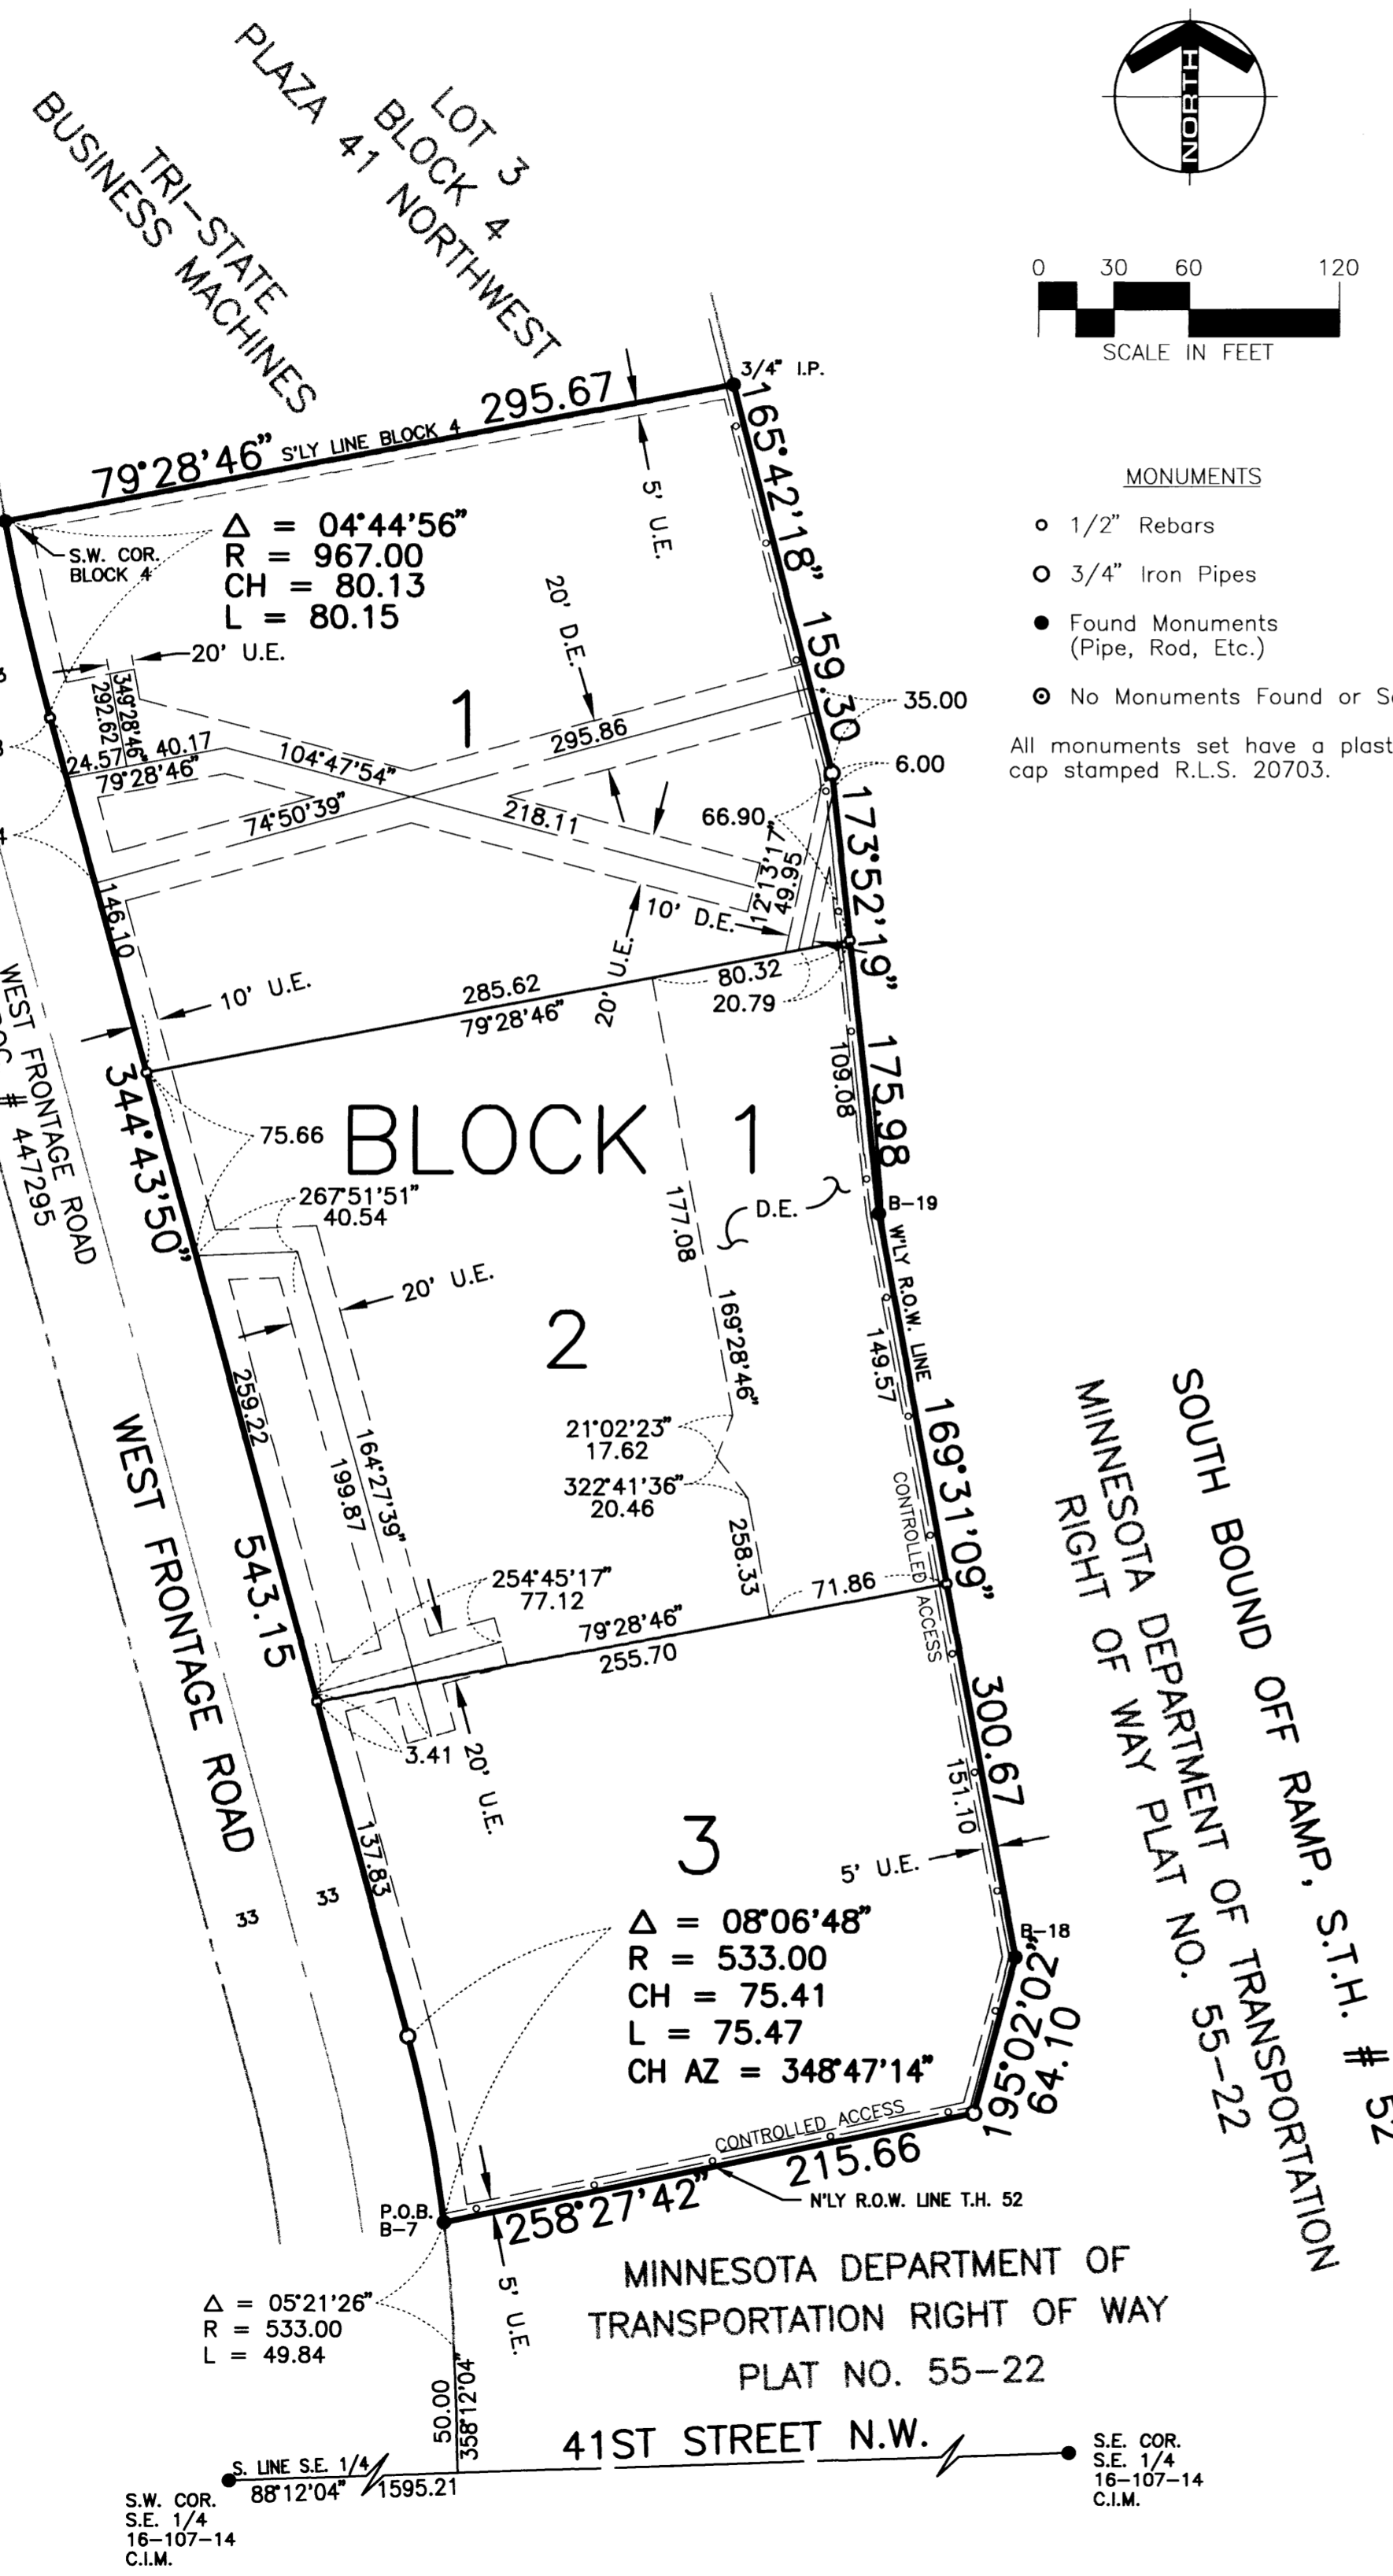 PLAZA 41 NORTHWEST
BLOCK 4
LOT 3
BUSINESS MACHINES
TRI-STATE
NORTH
0 30 60 120
SCALE IN FEET
MONUMENTS
1/2" Rebars
3/4" Iron Pipes
Found Monuments
(Pipe, Rod, Etc.)
No Monuments Found or
All monuments set have a
cap stamped R.L.S. 20703.
3/4" I.P.
79°28'46" S'LY LINE BLOCK 4 295.67
165°42'18" 159.30
5' U.E.
S.W. COR.
BLOCK 4
Δ = 04°44'56"
R = 967.00
CH = 80.13
L = 80.15
20' U.E.
20' D.E.
1
292.62
349°28'46"
24.57 40.17
79°28'46"
104°47'54"
295.86
74°50'39"
218.11
35.00
6.00
66.90
12°13'17"
49.95
10' D.E.
20' U.E.
173°52'19" 175.98
146.10
10' U.E.
285.62
79°28'46"
80.32
20.79
109.08
344°43'50" 543.15
75.66
BLOCK 1
WEST FRONTAGE ROAD
# 447295
267°51'51"
40.54
20' U.E.
D.E.
B-19
W'LY R.O.W. LINE
177.08
169°28'46"
2
149.57
169°31'09" 300.67
259.22
199.87
164°27'39"
21°02'23"
17.62
322°41'36"
20.46
258.33
CONTROLLED ACCESS
254°45'17"
77.12
71.86
79°28'46"
255.70
3.41
20' U.E.
WEST FRONTAGE ROAD
33
33
137.83
3
151.10
5' U.E.
B-18
Δ = 08°06'48"
R = 533.00
CH = 75.41
L = 75.47
CH AZ = 348°47'14"
195°02'02"
64.10
CONTROLLED ACCESS
258°27'42" 215.66
N'LY R.O.W. LINE T.H. 52
P.O.B.
B-7
5' U.E.
SOUTH BOUND OFF RAMP, S.T.H. # 52
MINNESOTA DEPARTMENT OF TRANSPORTATION
RIGHT OF WAY PLAT NO. 55-22
Δ = 05°21'26"
R = 533.00
L = 49.84
MINNESOTA DEPARTMENT OF
TRANSPORTATION RIGHT OF WAY
PLAT NO. 55-22
50.00
358°12'04"
41ST STREET N.W.
S. LINE S.E. 1/4
88°12'04" 1595.21
S.W. COR.
S.E. 1/4
16-107-14
C.I.M.
S.E. COR.
S.E. 1/4
16-107-14
C.I.M.